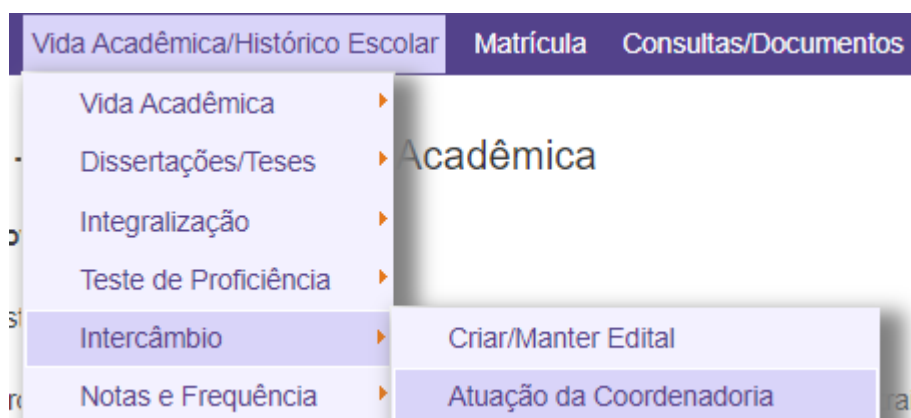 Vida Acadêmica/Histórico Escolar Matrícula Consultas/Documentos
Vida Acadêmica
- Acadêmica
Dissertações/Teses
Integralização
Teste de Proficiência
Intercâmbio
Criar/Manter Edital
Notas e Frequência
Atuação da Coordenadoria